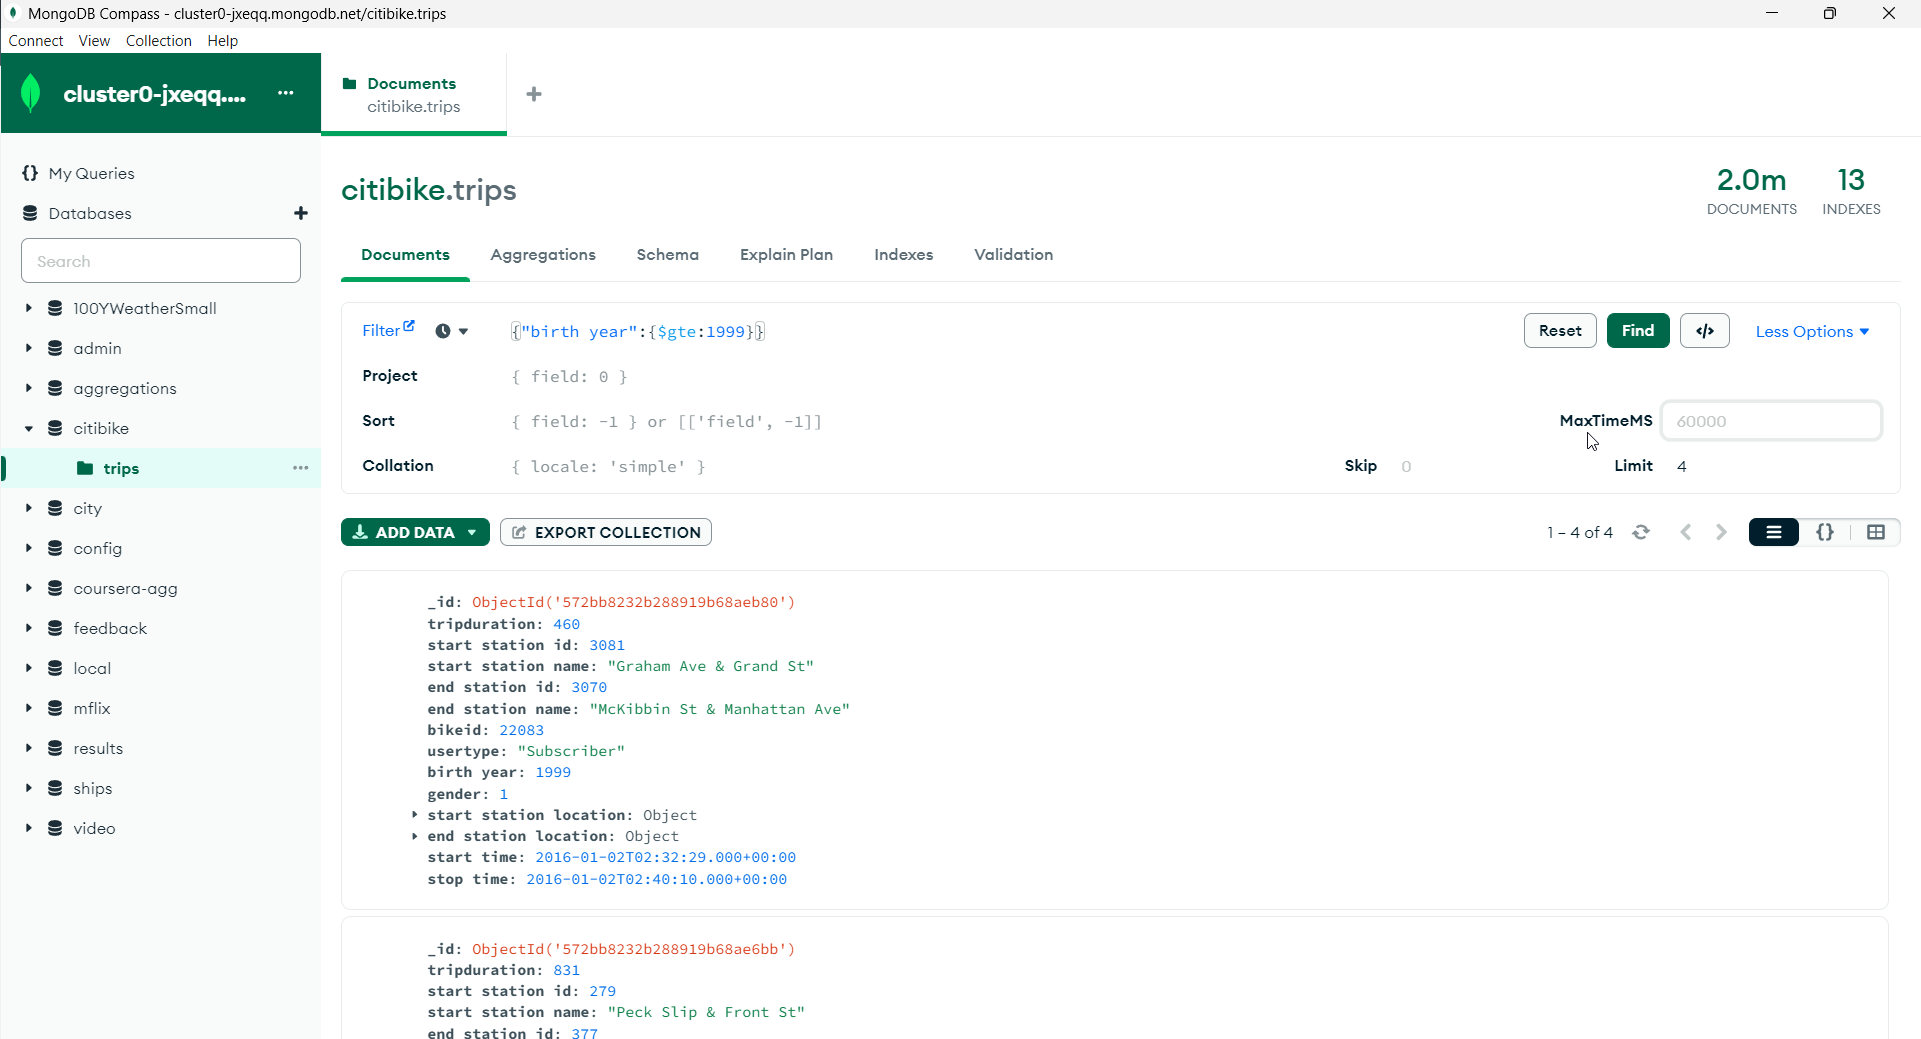 MongoDB Compass - cluster0-jxeqq.mongodb.net/citibike.trips
Connect View Collection Help
cluster0-jxeqq....
Documents
citibike.trips
My Queries
Databases
Search
100YWeatherSmall
admin
aggregations
citibike
trips
city
config
coursera-agg
feedback
local
mflix
results
ships
video
citibike.trips
2.0m
DOCUMENTS
13
INDEXES
Documents Aggregations Schema Explain Plan Indexes Validation
Filter {"birth year":{$gte:1999}} Reset Find </> Less Options
Project { field: 0 }
Sort { field: -1 } or [['field', -1]] MaxTimeMS 60000
Collation { locale: 'simple' } Skip 0 Limit 4
ADD DATA EXPORT COLLECTION 1 – 4 of 4 {}
_id: ObjectId('572bb8232b288919b68aeb80')
tripduration: 460
start station id: 3081
start station name: "Graham Ave & Grand St"
end station id: 3070
end station name: "McKibbin St & Manhattan Ave"
bikeid: 22083
usertype: "Subscriber"
birth year: 1999
gender: 1
start station location: Object
end station location: Object
start time: 2016-01-02T02:32:29.000+00:00
stop time: 2016-01-02T02:40:10.000+00:00
_id: ObjectId('572bb8232b288919b68ae6bb')
tripduration: 831
start station id: 279
start station name: "Peck Slip & Front St"
end station id: 377